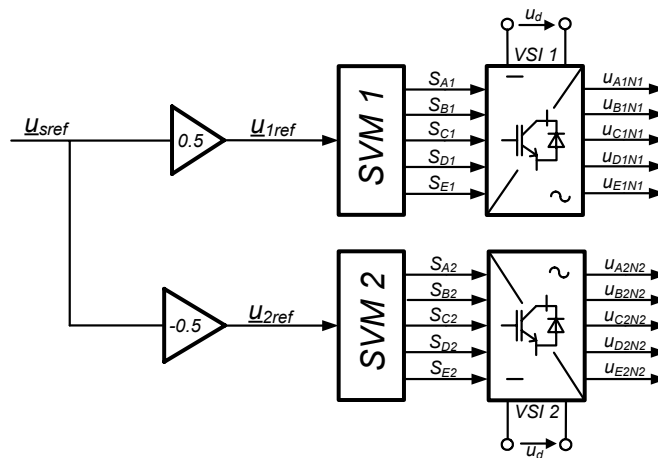 u_d
VSI 1
S_A1
u_A1N1
S_B1
u_B1N1
u_sref
0.5
u_1ref
SVM 1
S_C1
u_C1N1
S_D1
u_D1N1
S_E1
u_E1N1
S_A2
u_A2N2
S_B2
u_B2N2
-0.5
u_2ref
SVM 2
S_C2
u_C2N2
S_D2
u_D2N2
S_E2
u_E2N2
VSI 2
u_d